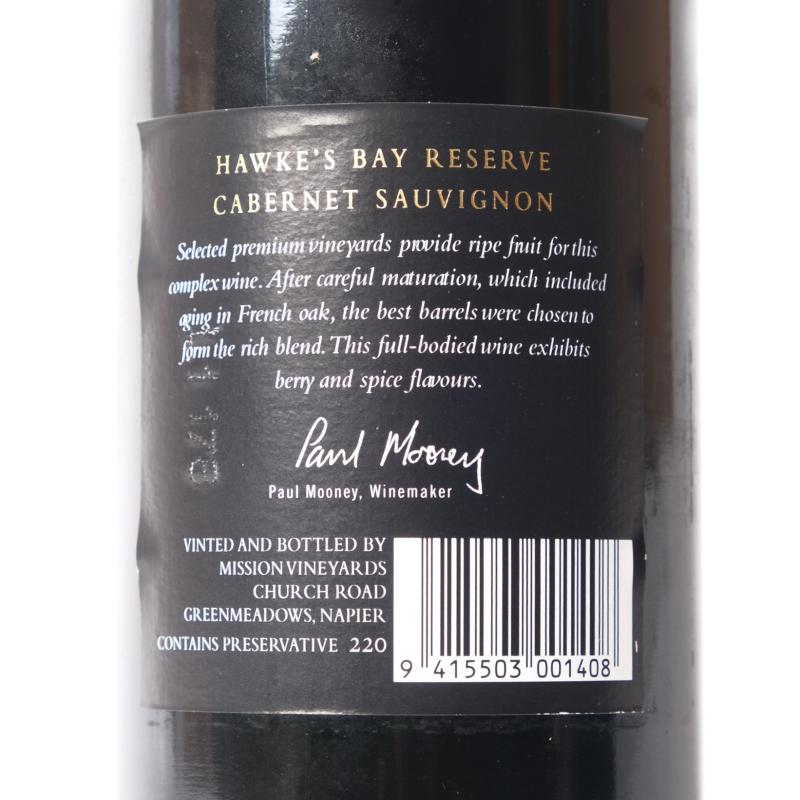 HAWKE'S BAY RESERVE
CABERNET SAUVIGNON
Selected premium vineyards provide ripe fruit for this
complex wine. After careful maturation, which included
aging in French oak, the best barrels were chosen to
form the rich blend. This full-bodied wine exhibits
berry and spice flavours.
Paul Mooney
Paul Mooney, Winemaker
VINTED AND BOTTLED BY
MISSION VINEYARDS
CHURCH ROAD
GREENMEADOWS, NAPIER
CONTAINS PRESERVATIVE 220
9 415503 001408